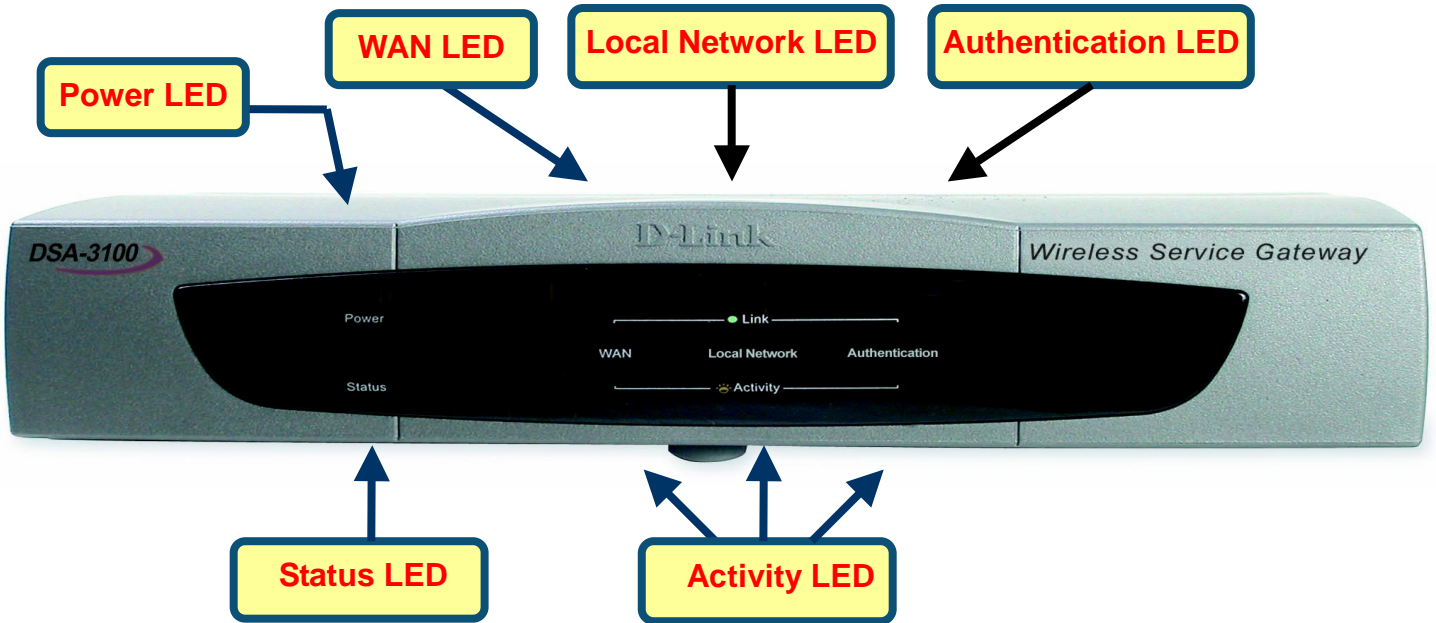 WAN LED
Local Network LED
Authentication LED
Power LED
D-Link
DSA-3100
Wireless Service Gateway
Power
Link
WAN
Local Network
Authentication
Status
Activity
Status LED
Activity LED